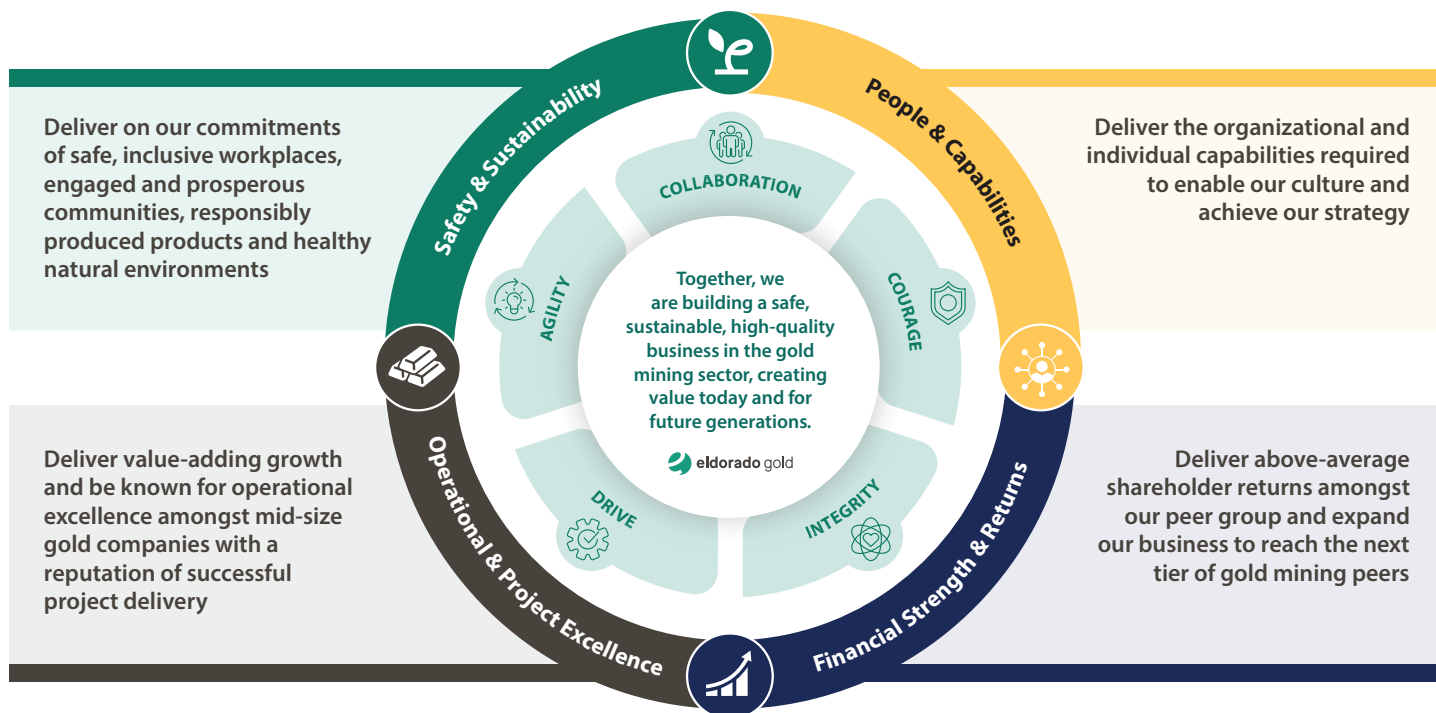 Safety & Sustainability
Deliver on our commitments
of safe, inclusive workplaces,
engaged and prosperous
communities, responsibly
produced products and healthy
natural environments
People & Capabilities
Deliver the organizational and
individual capabilities required
to enable our culture and
achieve our strategy
COLLABORATION
COURAGE
INTEGRITY
DRIVE
AGILITY
Together, we
are building a safe,
sustainable, high-quality
business in the gold
mining sector, creating
value today and for
future generations.
eldorado gold
Operational & Project Excellence
Deliver value-adding growth
and be known for operational
excellence amongst mid-size
gold companies with a
reputation of successful
project delivery
Financial Strength & Returns
Deliver above-average
shareholder returns amongst
our peer group and expand
our business to reach the next
tier of gold mining peers